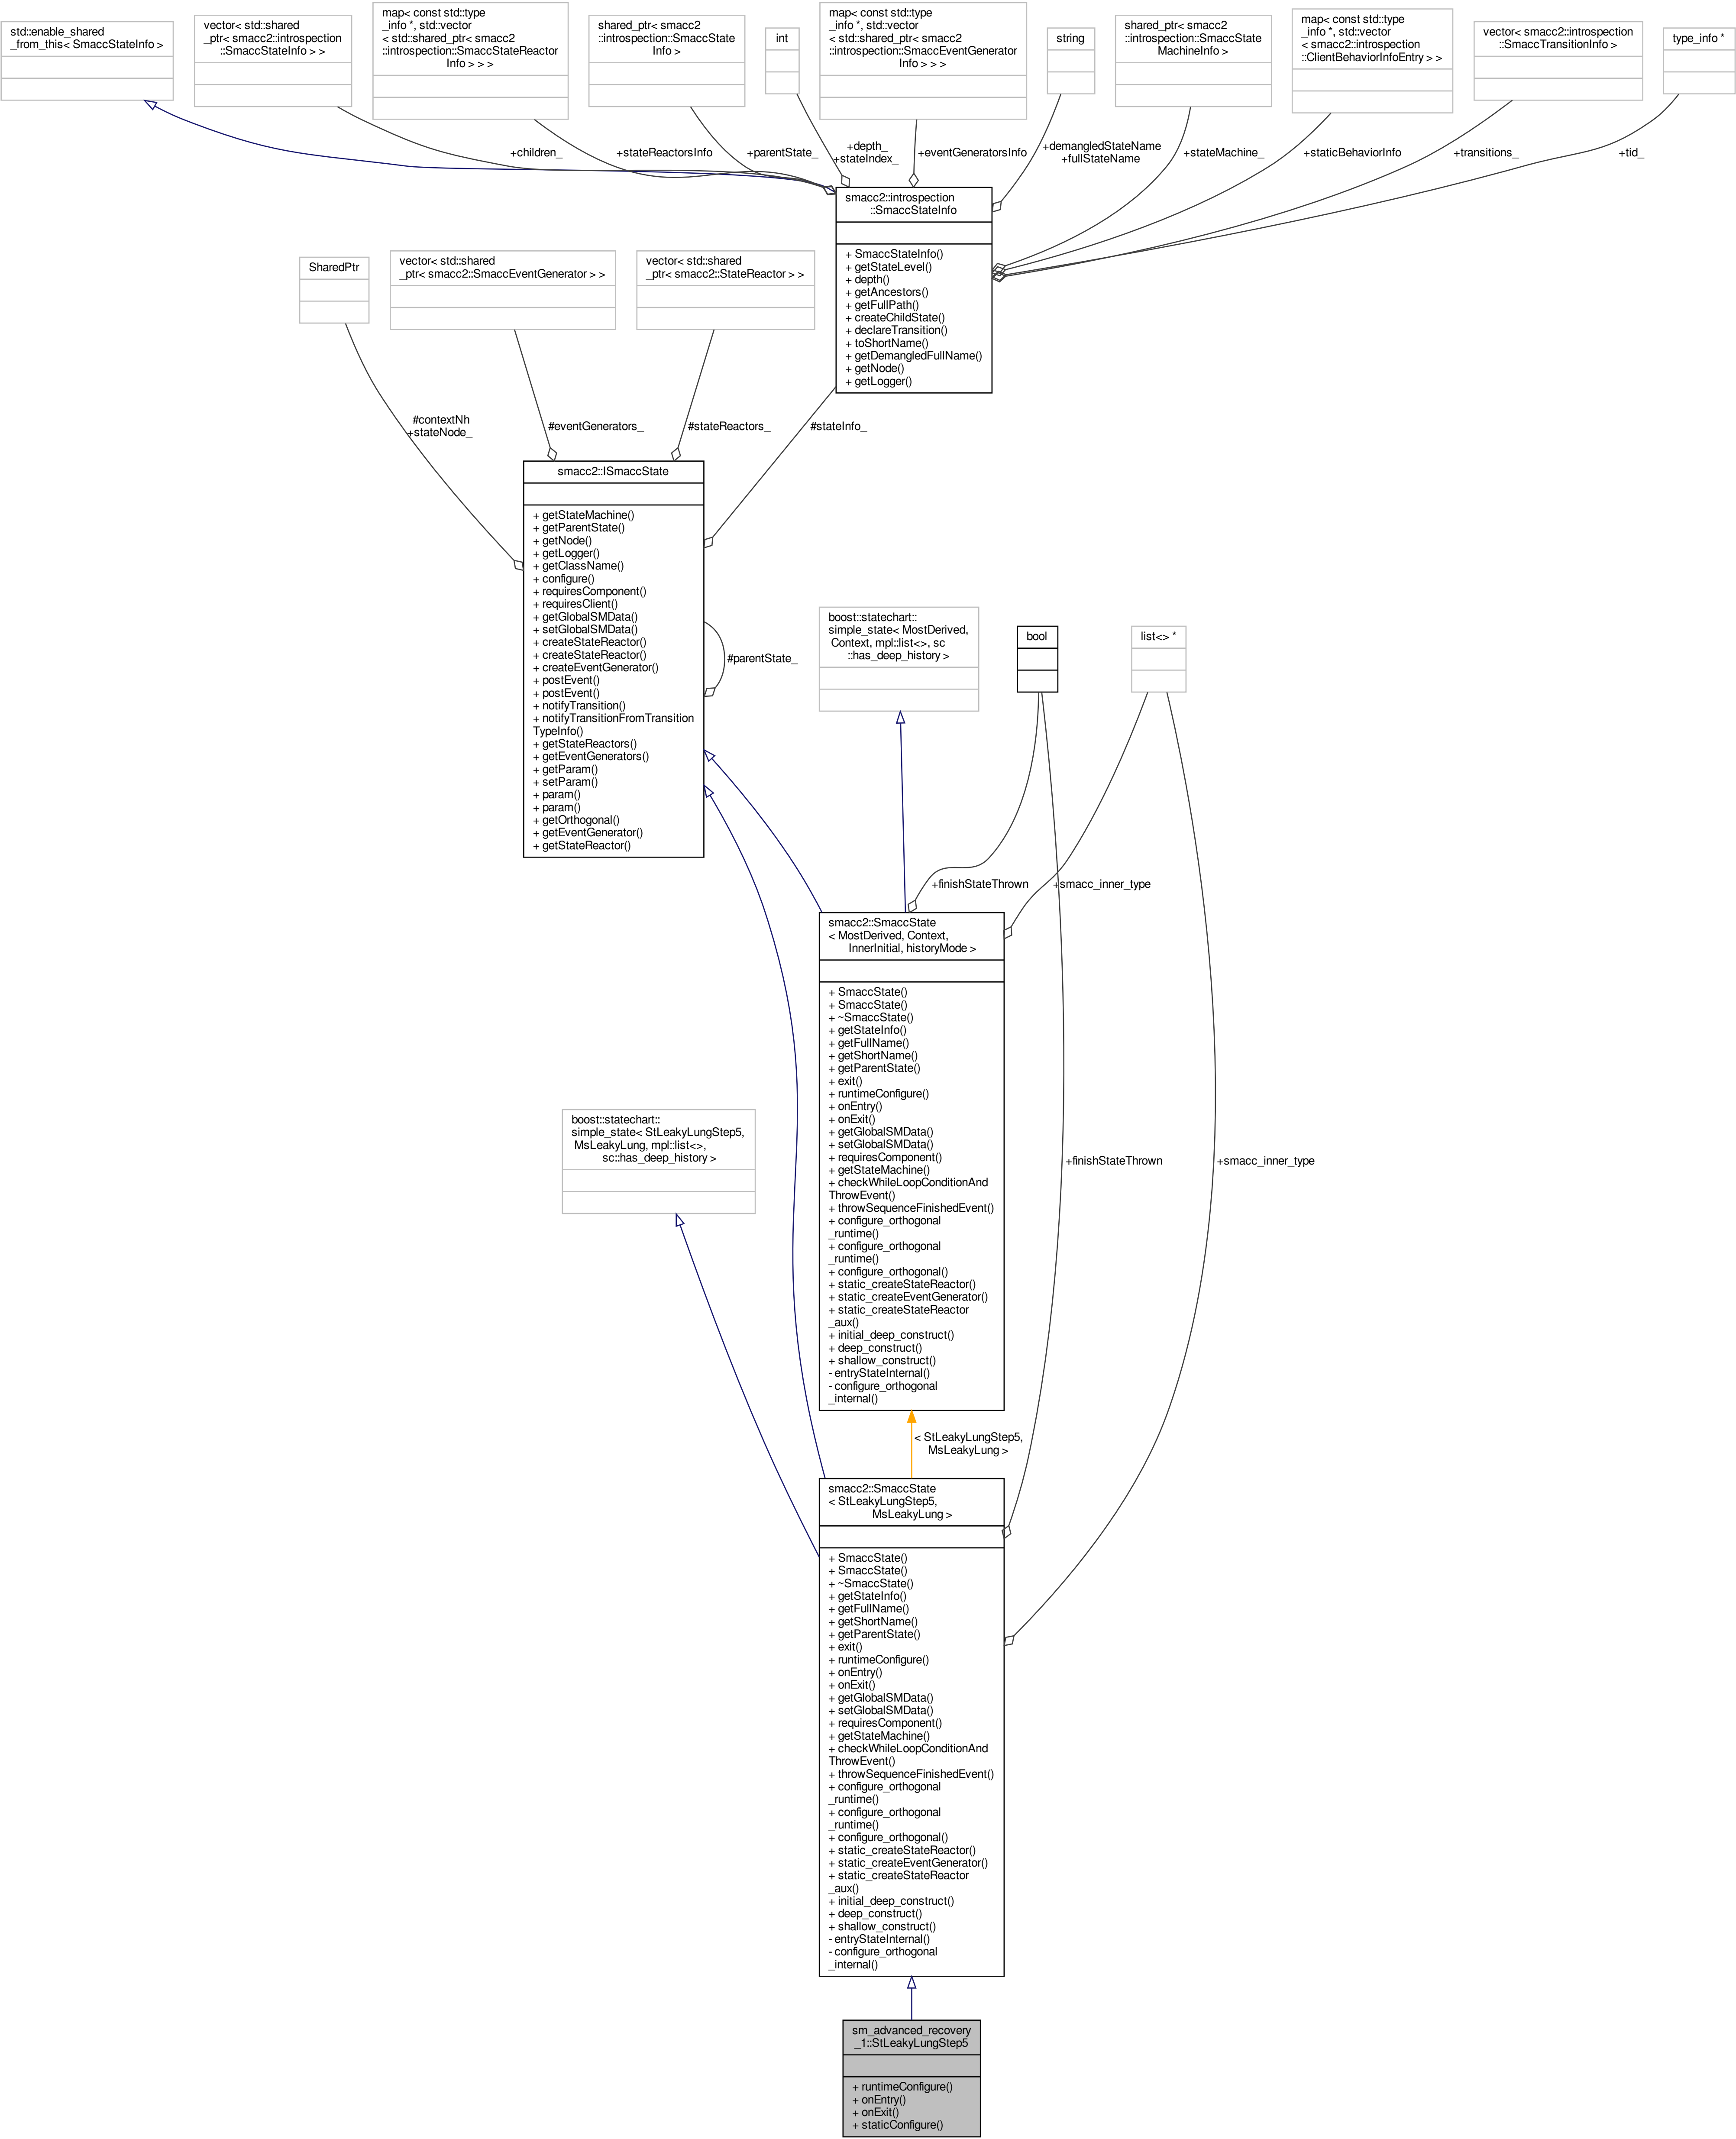 std::enable_shared
_from_this< SmaccStateInfo >
vector< std::shared
_ptr< smacc2::introspection
::SmaccStateInfo > >
map< const std::type
_info *, std::vector
< std::shared_ptr< smacc2
::introspection::SmaccStateReactor
Info > > >
shared_ptr< smacc2
::introspection::SmaccState
Info >
int
map< const std::type
_info *, std::vector
< std::shared_ptr< smacc2
::introspection::SmaccEventGenerator
Info > > >
string
shared_ptr< smacc2
::introspection::SmaccState
MachineInfo >
map< const std::type
_info *, std::vector
< smacc2::introspection
::ClientBehaviorInfoEntry > >
vector< smacc2::introspection
::SmaccTransitionInfo >
type_info *
+children_
+stateReactorsInfo
+parentState_
+depth_
+stateIndex_
+eventGeneratorsInfo
+demangledStateName
+fullStateName
+stateMachine_
+staticBehaviorInfo
+transitions_
+tid_
smacc2::introspection
::SmaccStateInfo
+ SmaccStateInfo()
+ getStateLevel()
+ depth()
+ getAncestors()
+ getFullPath()
+ createChildState()
+ declareTransition()
+ toShortName()
+ getDemangledFullName()
+ getNode()
+ getLogger()
SharedPtr
vector< std::shared
_ptr< smacc2::SmaccEventGenerator > >
vector< std::shared
_ptr< smacc2::StateReactor > >
#contextNh
+stateNode_
#eventGenerators_
#stateReactors_
#stateInfo_
smacc2::ISmaccState
+ getStateMachine()
+ getParentState()
+ getNode()
+ getLogger()
+ getClassName()
+ configure()
+ requiresComponent()
+ requiresClient()
+ getGlobalSMData()
+ setGlobalSMData()
+ createStateReactor()
+ createStateReactor()
+ createEventGenerator()
+ postEvent()
+ postEvent()
+ notifyTransition()
+ notifyTransitionFromTransition
TypeInfo()
+ getStateReactors()
+ getEventGenerators()
+ getParam()
+ setParam()
+ param()
+ param()
+ getOrthogonal()
+ getEventGenerator()
+ getStateReactor()
#parentState_
boost::statechart::
simple_state< MostDerived,
Context, mpl::list<>, sc
::has_deep_history >
bool
list<> *
+finishStateThrown
+smacc_inner_type
smacc2::SmaccState
< MostDerived, Context,
InnerInitial, historyMode >
+ SmaccState()
+ SmaccState()
+ ~SmaccState()
+ getStateInfo()
+ getFullName()
+ getShortName()
+ getParentState()
+ exit()
+ runtimeConfigure()
+ onEntry()
+ onExit()
+ getGlobalSMData()
+ setGlobalSMData()
+ requiresComponent()
+ getStateMachine()
+ checkWhileLoopConditionAnd
ThrowEvent()
+ throwSequenceFinishedEvent()
+ configure_orthogonal
_runtime()
+ configure_orthogonal
_runtime()
+ configure_orthogonal()
+ static_createStateReactor()
+ static_createEventGenerator()
+ static_createStateReactor
_aux()
+ initial_deep_construct()
+ deep_construct()
+ shallow_construct()
- entryStateInternal()
- configure_orthogonal
_internal()
boost::statechart::
simple_state< StLeakyLungStep5,
MsLeakyLung, mpl::list<>,
sc::has_deep_history >
+finishStateThrown
+smacc_inner_type
< StLeakyLungStep5,
MsLeakyLung >
smacc2::SmaccState
< StLeakyLungStep5,
MsLeakyLung >
+ SmaccState()
+ SmaccState()
+ ~SmaccState()
+ getStateInfo()
+ getFullName()
+ getShortName()
+ getParentState()
+ exit()
+ runtimeConfigure()
+ onEntry()
+ onExit()
+ getGlobalSMData()
+ setGlobalSMData()
+ requiresComponent()
+ getStateMachine()
+ checkWhileLoopConditionAnd
ThrowEvent()
+ throwSequenceFinishedEvent()
+ configure_orthogonal
_runtime()
+ configure_orthogonal
_runtime()
+ configure_orthogonal()
+ static_createStateReactor()
+ static_createEventGenerator()
+ static_createStateReactor
_aux()
+ initial_deep_construct()
+ deep_construct()
+ shallow_construct()
- entryStateInternal()
- configure_orthogonal
_internal()
sm_advanced_recovery
_1::StLeakyLungStep5
+ runtimeConfigure()
+ onEntry()
+ onExit()
+ staticConfigure()